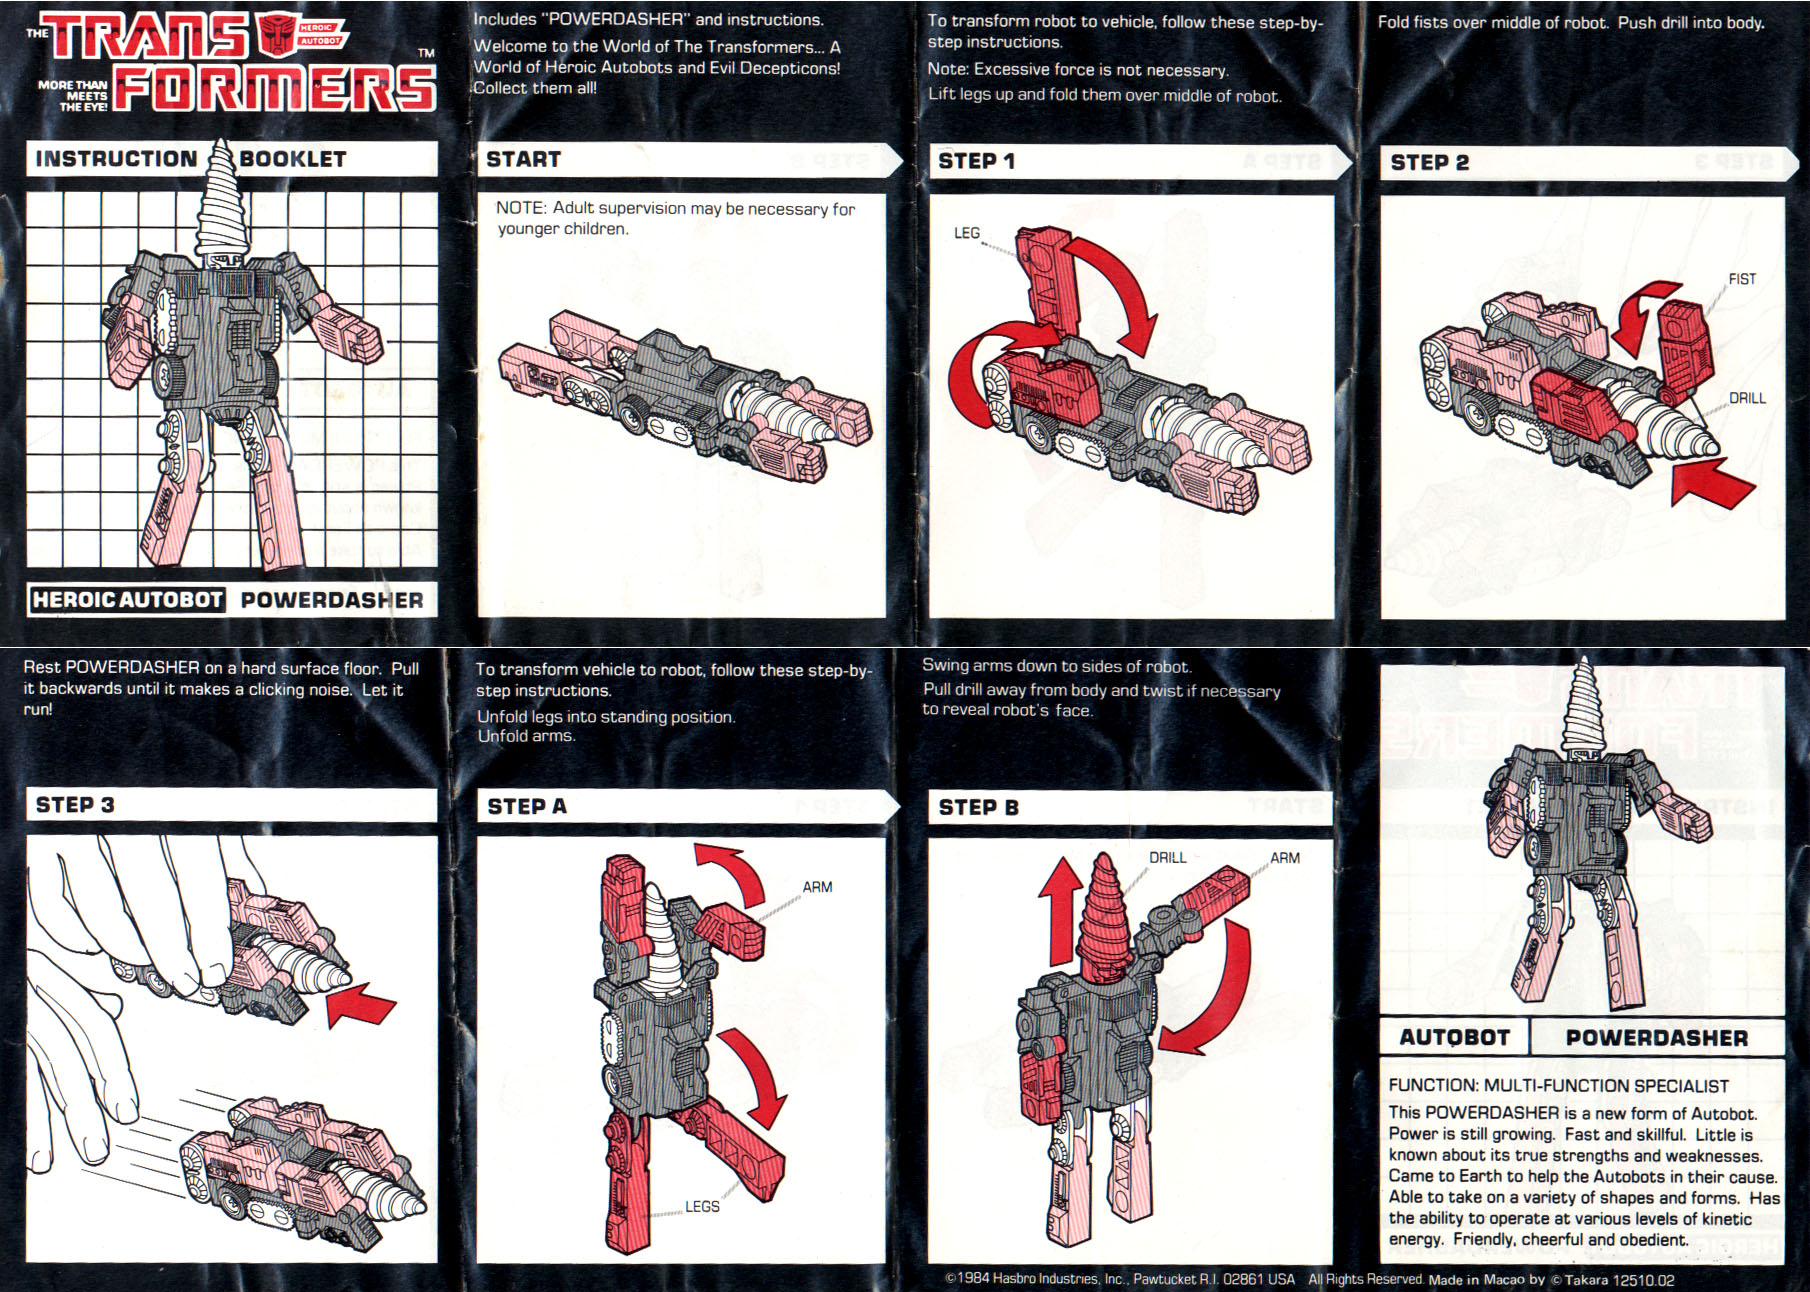 THE TRANS HEROIC AUTOBOT
FORMERS TM
MORE THAN
MEETS
THE EYE!
INSTRUCTION BOOKLET
HEROIC AUTOBOT POWERDASHER
Includes "POWERDASHER" and instructions.
Welcome to the World of The Transformers... A
World of Heroic Autobots and Evil Decepticons!
Collect them all!
START
NOTE: Adult supervision may be necessary for
younger children.
To transform robot to vehicle, follow these step-by-
step instructions.
Note: Excessive force is not necessary.
Lift legs up and fold them over middle of robot.
STEP 1
LEG
Fold fists over middle of robot. Push drill into body.
STEP 2
FIST
DRILL
Rest POWERDASHER on a hard surface floor. Pull
it backwards until it makes a clicking noise. Let it
run!
STEP 3
To transform vehicle to robot, follow these step-by-
step instructions.
Unfold legs into standing position.
Unfold arms.
STEP A
ARM
LEGS
Swing arms down to sides of robot.
Pull drill away from body and twist if necessary
to reveal robot's face.
STEP B
DRILL
ARM
AUTOBOT POWERDASHER
FUNCTION: MULTI-FUNCTION SPECIALIST
This POWERDASHER is a new form of Autobot.
Power is still growing. Fast and skillful. Little is
known about its true strengths and weaknesses.
Came to Earth to help the Autobots in their cause.
Able to take on a variety of shapes and forms. Has
the ability to operate at various levels of kinetic
energy. Friendly, cheerful and obedient.
©1984 Hasbro Industries, Inc., Pawtucket R.I. 02861 USA All Rights Reserved. Made in Macao by © Takara 12510.02